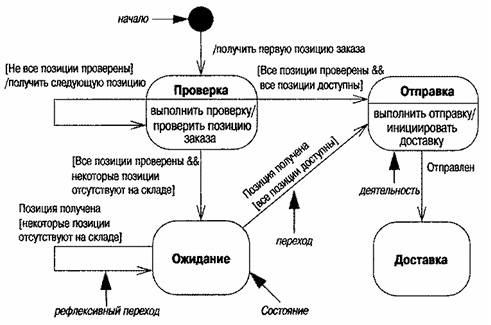 начало
/получить первую позицию заказа
[Не все позиции проверены]
/получить следующую позицию
[Все позиции проверены &&
все позиции доступны]
Проверка
выполнить проверку/
проверить позицию
заказа
Отправка
выполнить отправку/
инициировать
доставку
[Все позиции проверены &&
некоторые позиции
отсутствуют на складе]
Позиция получена
[все позиции доступны]
деятельность
Отправлен
Позиция получена
[некоторые позиции
отсутствуют на складе]
Ожидание
переход
Доставка
рефлексивный переход
Состояние